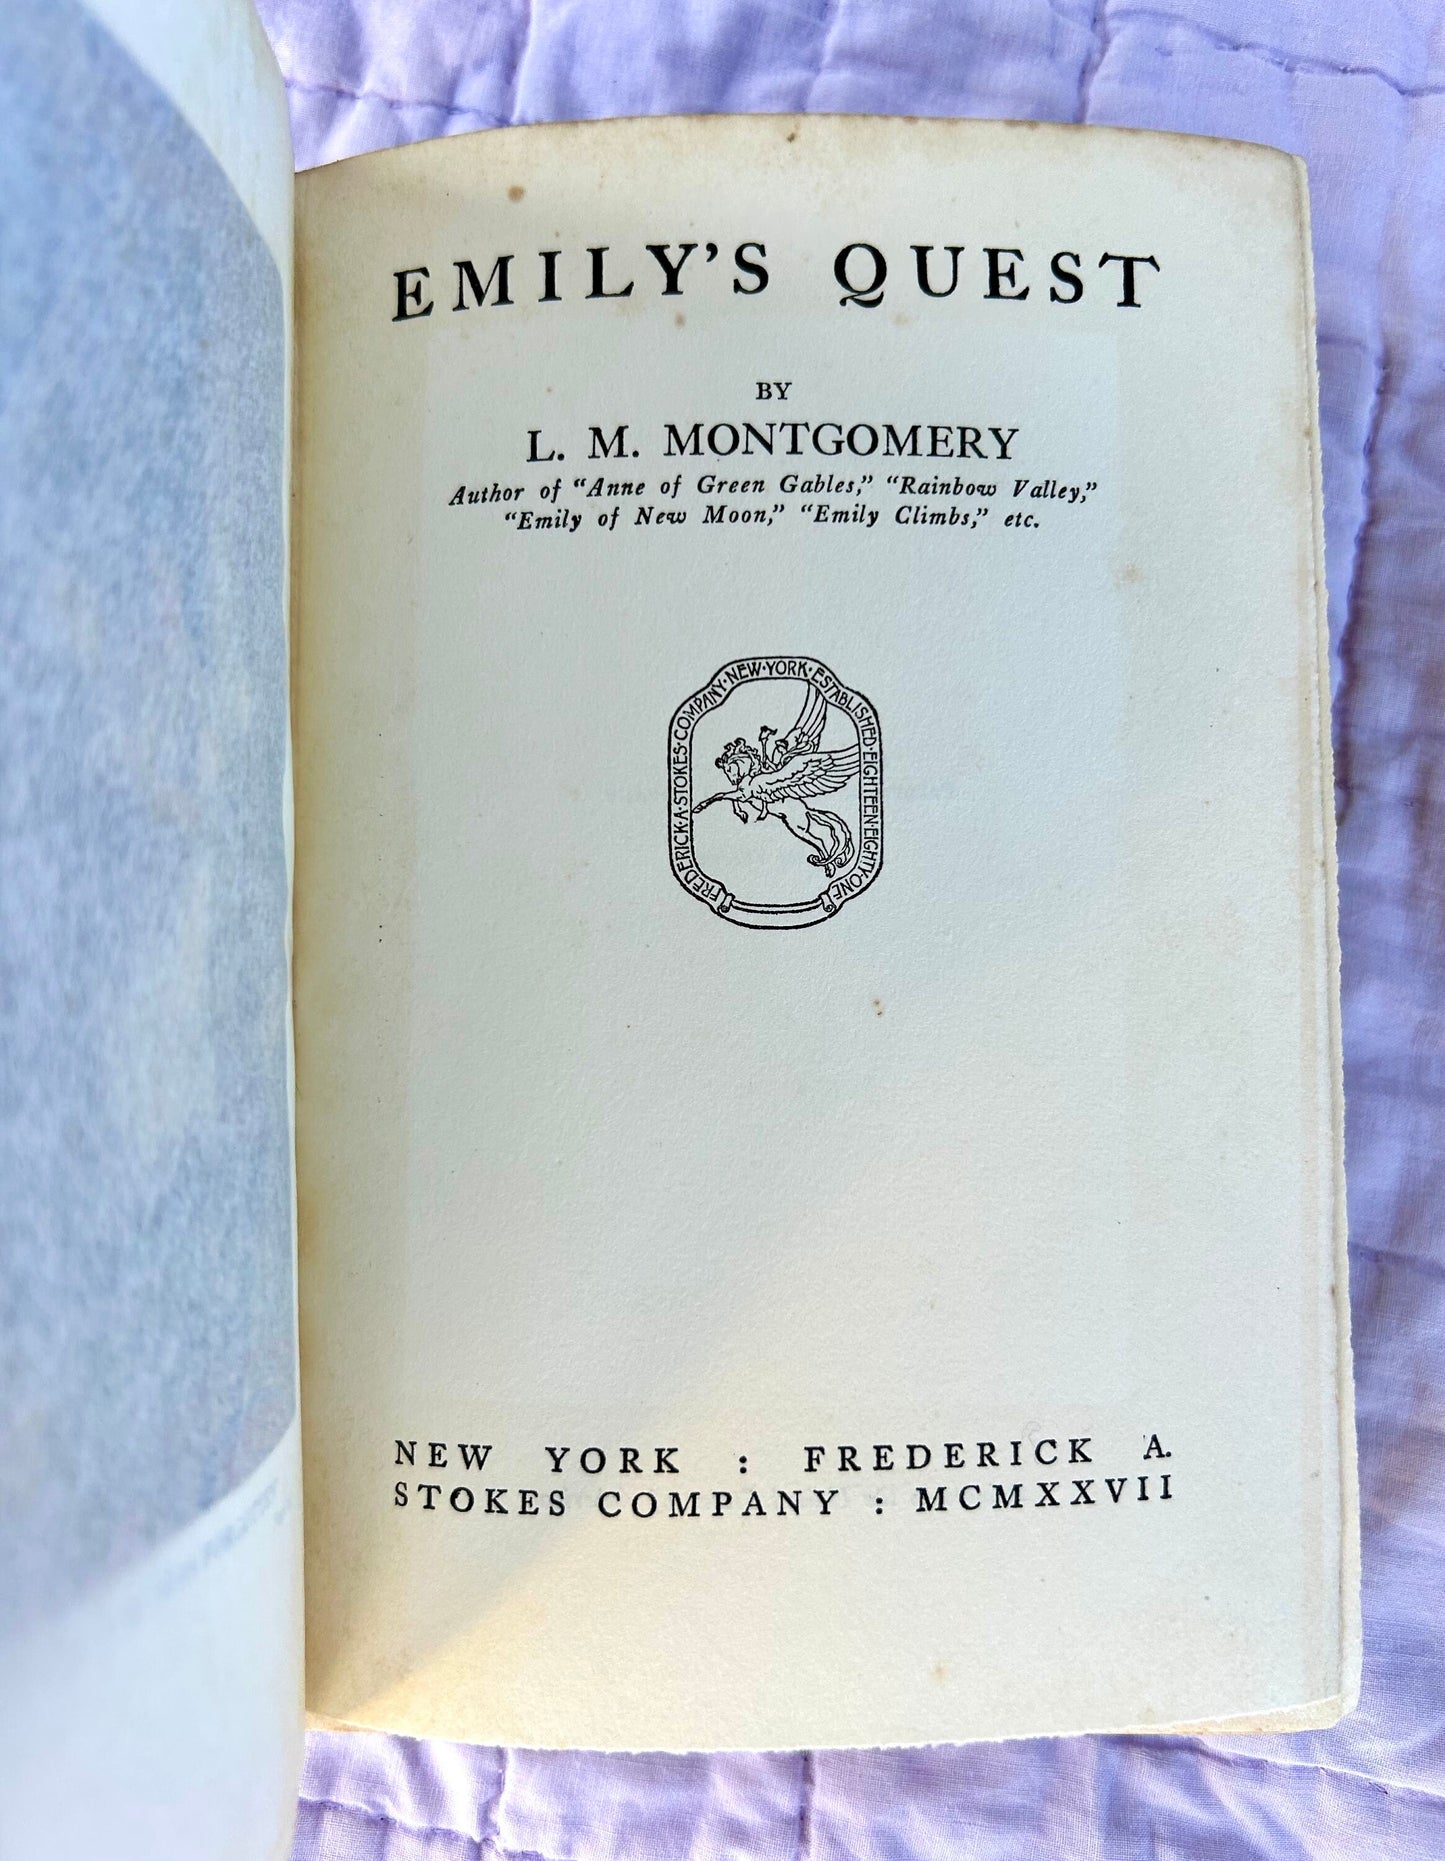 EMILY’S QUEST
BY
L. M. MONTGOMERY
Author of “Anne of Green Gables,” “Rainbow Valley,”
“Emily of New Moon,” “Emily Climbs,” etc.
FREDERICK·A·STOKES·COMPANY·NEW·YORK·ESTABLISHED·EIGHTEEN·EIGHTY·ONE
NEW YORK : FREDERICK A.
STOKES COMPANY : MCMXXVII